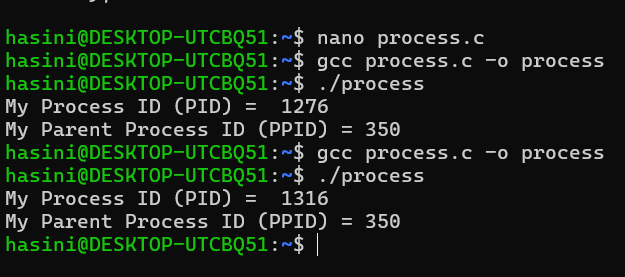 hasini@DESKTOP-UTCBQ51:~$ nano process.c
hasini@DESKTOP-UTCBQ51:~$ gcc process.c -o process
hasini@DESKTOP-UTCBQ51:~$ ./process
My Process ID (PID) =  1276
My Parent Process ID (PPID) = 350
hasini@DESKTOP-UTCBQ51:~$ gcc process.c -o process
hasini@DESKTOP-UTCBQ51:~$ ./process
My Process ID (PID) =  1316
My Parent Process ID (PPID) = 350
hasini@DESKTOP-UTCBQ51:~$